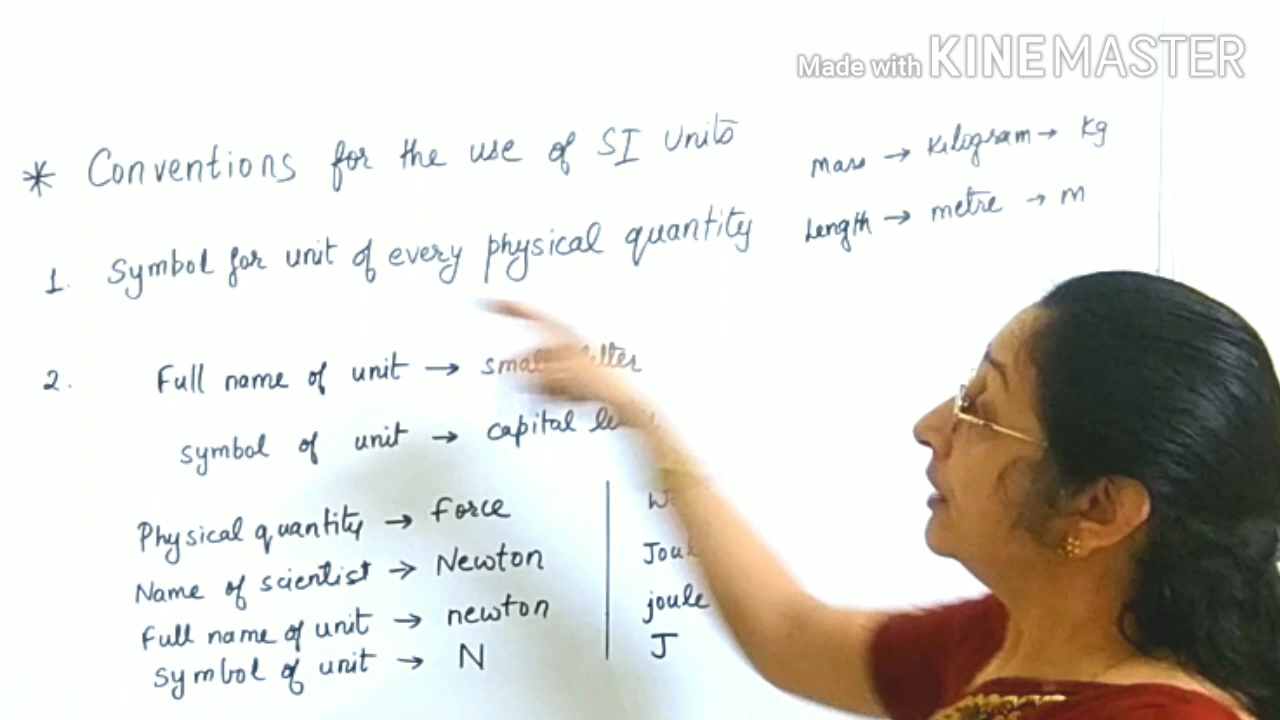 Made with KINEMASTER
* Conventions for the use of SI Units
Mass → Kilogram → Kg
Length → metre → m
1. Symbol for unit of every physical quantity
2. Full name of unit → small
symbol of unit → capital
Physical quantity → Force
Name of scientist → Newton
Full name of unit → newton
joule
symbol of unit → N
J